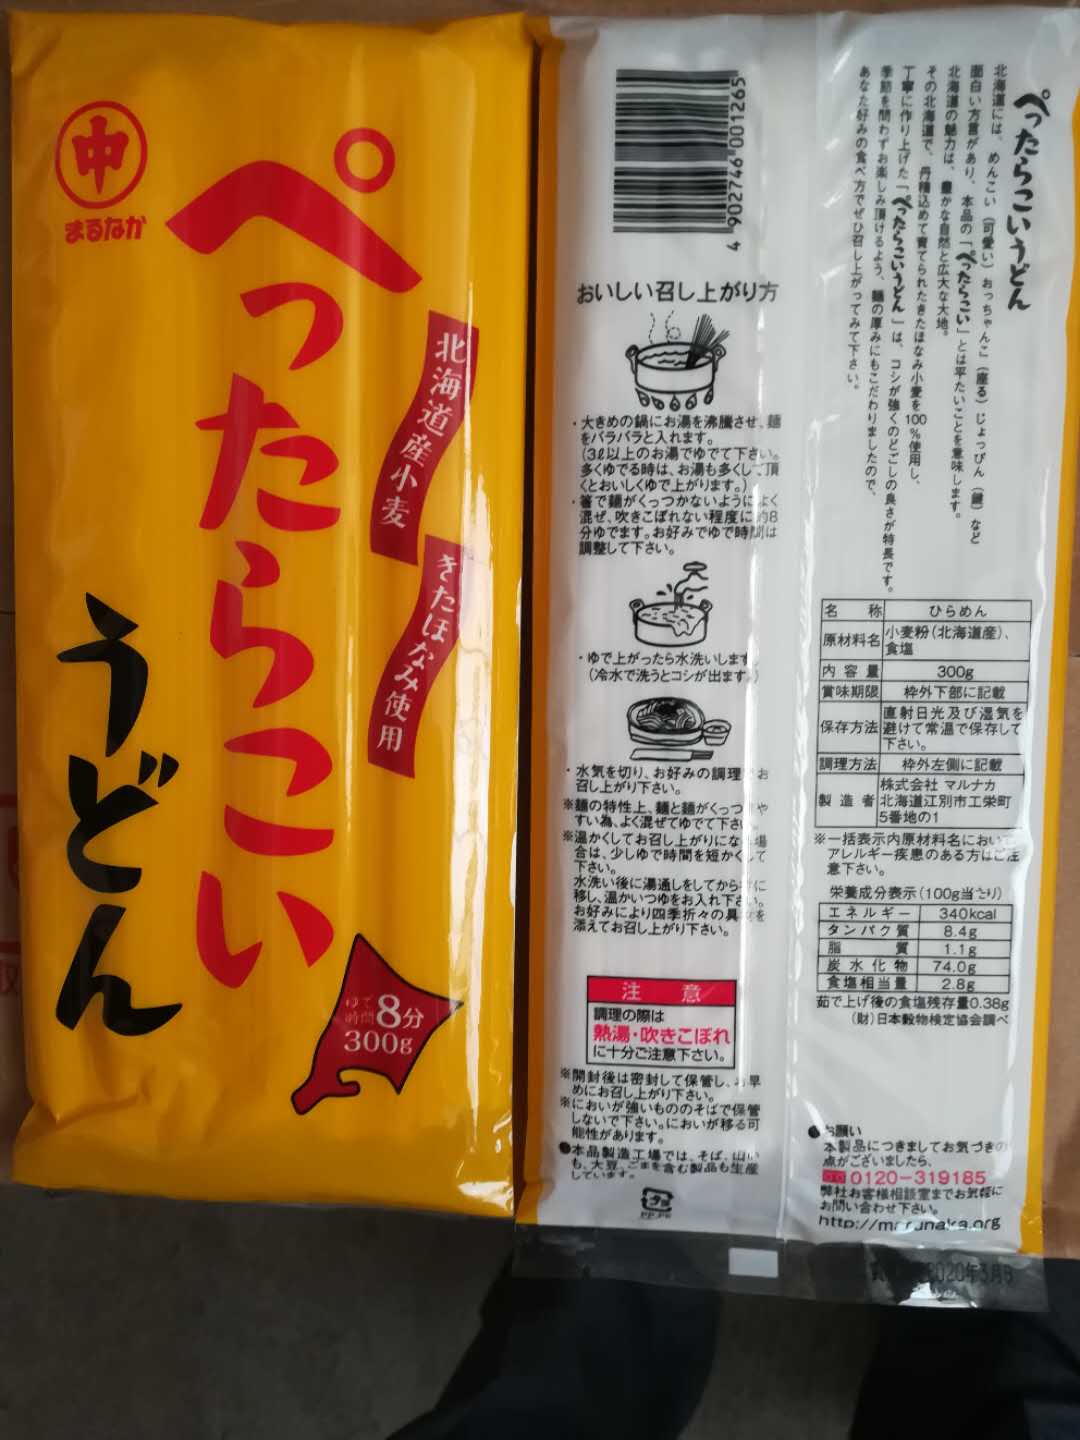 中
まるなか
ぺったらこい
うどん
北海道産小麦
きたほなみ使用
ゆで
時間
8分
300g
4 902746 001265
おいしい召し上がり方
・大きめの鍋にお湯を沸騰させ、麺
をバラバラと入れます。
(3ℓ以上のお湯でゆでて下さい。
多くゆでる時は、お湯も多くして頂
くとおいしくゆで上がります。)
・箸で麺がくっつかないようによく
混ぜ、吹きこぼれない程度に約8
分ゆでます。お好みでゆで時間は
調整して下さい。
・ゆで上がったら水洗いします。
(冷水で洗うとコシが出ます。)
・水気を切り、お好みの調理でお
召し上がり下さい。
※麺の特性上、麺と麺がくっつきや
すい為、よく混ぜてゆでて下さい。
※温かくしてお召し上がりになる場
合は、少しゆで時間を短かくして
下さい。
水洗い後に湯通しをしてから丼に
移し、温かいつゆをお入れ下さい。
お好みにより四季折々の具材を
添えてお召し上がり下さい。
注 意
調理の際は
熱湯・吹きこぼれ
に十分ご注意下さい。
※開封後は密封して保管し、お早
めにお召し上がり下さい。
※においが強いもののそばで保管
しないで下さい。においが移る可
能性があります。
●本品製造工場では、そば、山い
も、大豆、ごまを含む製品も生産
しています。
ぺったらこいうどん
北海道には、めんこい(可愛い)おっちゃんこ(座る)じょっぴん(鍵)など
面白い方言があり、本品の「ぺったらこい」とは平たいことを意味します。
北海道の魅力は、豊かな自然と広大な大地。
その北海道で、丹精込めて育てられたきたほなみ小麦を100%使用し、
丁寧に作り上げた「ぺったらこいうどん」は、コシが強くのどごしの良さが特長です。
季節を問わずお楽しみ頂けるよう、麺の厚みにもこだわりましたので、
あなた好みの食べ方でぜひ召し上がってみて下さい。
名 称 ひらめん
原材料名 小麦粉(北海道産)、
食塩
内容量 300g
賞味期限 枠外下部に記載
保存方法 直射日光及び湿気を
避けて常温で保存して
下さい。
調理方法 枠外左側に記載
製造者 株式会社 マルナカ
北海道江別市工栄町
5番地の1
※一括表示内原材料名において
アレルギー疾患のある方はご注
意下さい。
栄養成分表示(100g当たり)
エネルギー 340kcal
タンパク質 8.4g
脂 質 1.1g
炭水化物 74.0g
食塩相当量 2.8g
茹で上げ後の食塩残存量0.38g
(財)日本穀物検定協会調べ
●お願い
本製品につきましてお気づきの
点がございましたら、
0120-319185
弊社お客様相談室までお気軽に
お問い合わせ下さい。
http://marunaka.org
2020年3月